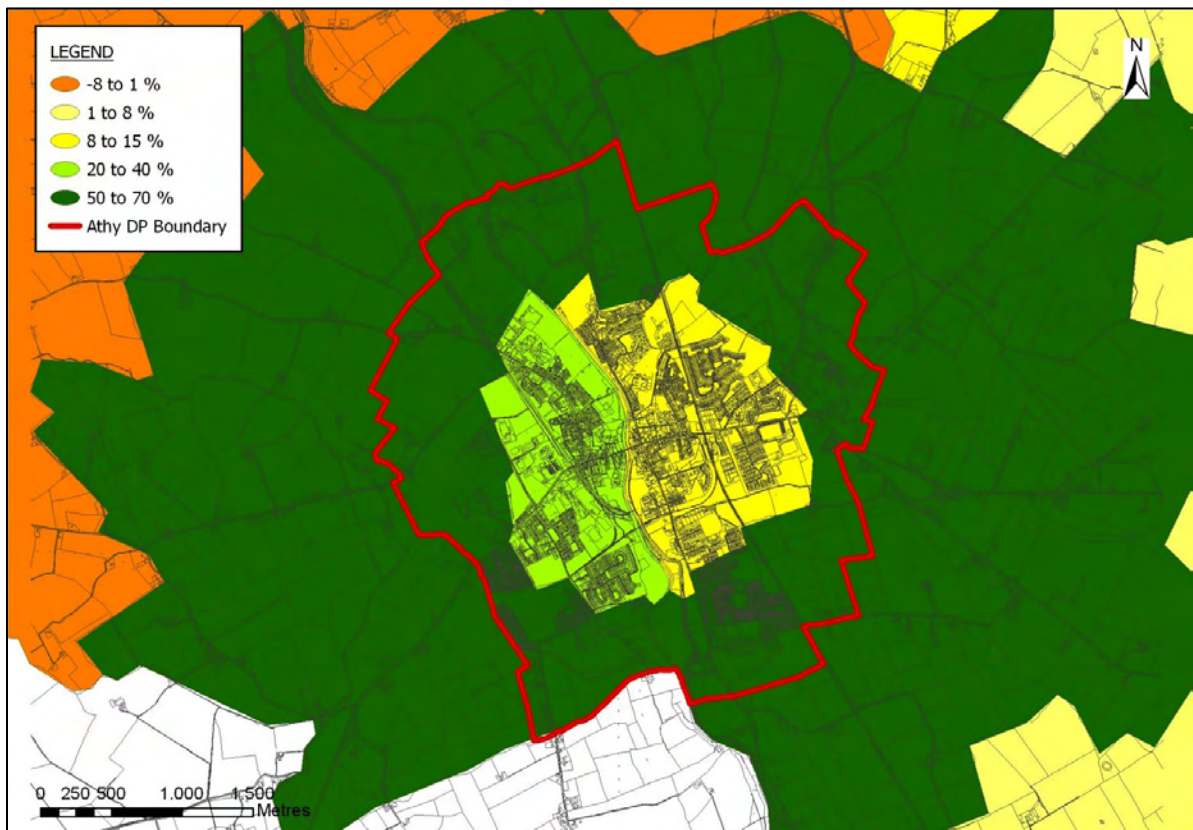 LEGEND
-8 to 1 %
1 to 8 %
8 to 15 %
20 to 40 %
50 to 70 %
Athy DP Boundary
N
0 250 500 1.000 1.500
Metres